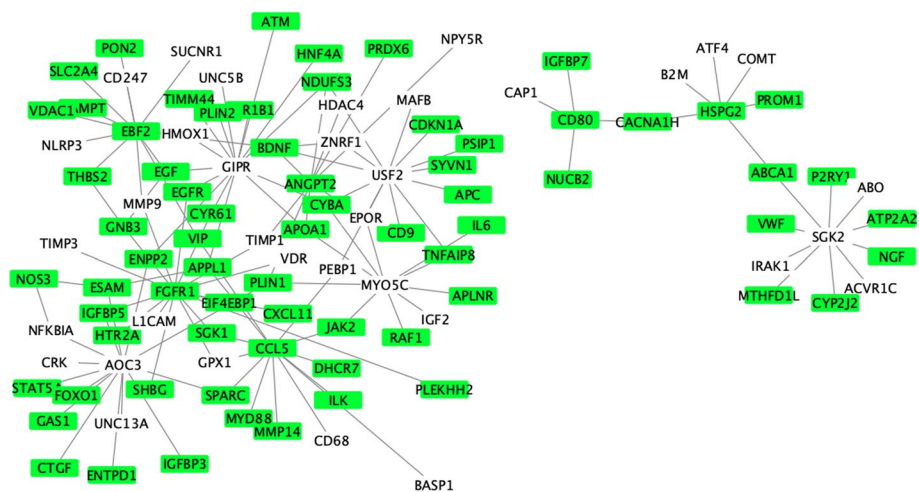 ATM
PON2
SUCNR1
HNF4A
PRDX6
NPY5R
SLC2A4
CD247
UNC5B
NDUFS3
TIMM44
HDAC4
MAFB
VDAC1
PLIN2
R1B1
EBF2
HMOX1
ZNRF1
CDKN1A
NLRP3
BDNF
PSIP1
GIPR
SYVN1
THBS2
EGF
USF2
EGFR
ANGPT2
APC
MMP9
CYBA
CYR61
EPOR
GNB3
APOA1
CD9
IL6
VIP
TIMP3
TIMP1
ENPP2
VDR
TNFAIP8
APPL1
PEBP1
NOS3
ESAM
FGFR1
PLIN1
MYO5C
APLNR
EIF4EBP1
IGFBP5
L1CAM
CXCL11
IGF2
NFKBIA
HTR2A
SGK1
JAK2
RAF1
CCL5
CRK
AOC3
GPX1
DHCR7
STAT5A
FOXO1
SHBG
SPARC
ILK
PLEKHH2
GAS1
UNC13A
MYD88
MMP14
CD68
CTGF
ENTPD1
IGFBP3
BASP1
IGFBP7
ATF4
COMT
B2M
CAP1
PROM1
CD80
CACNA1H
HSPG2
NUCB2
ABCA1
P2RY1
ABO
VWF
ATP2A2
SGK2
NGF
IRAK1
MTHFD1L
ACVR1C
CYP2J2